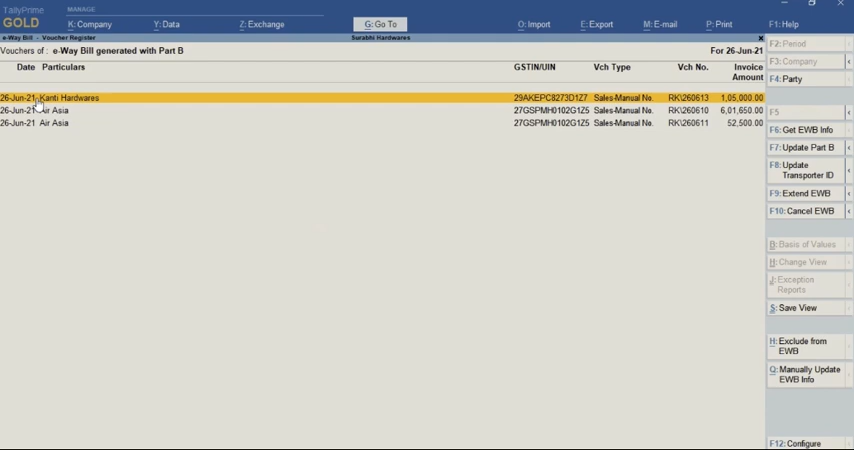 TallyPrime
GOLD
MANAGE
K: Company
Y: Data
Z: Exchange
G: Go To
O: Import
E: Export
M: E-mail
P: Print
F1: Help
e-Way Bill - Voucher Register
Surabhi Hardwares
x
Vouchers of : e-Way Bill generated with Part B
For 26-Jun-21
Date Particulars GSTIN/UIN Vch Type Vch No. Invoice
Amount
26-Jun-21 Kanti Hardwares 29AKEPC8273D1Z7 Sales-Manual No. RK\260613 1,05,000.00
26-Jun-21 Air Asia 27GSPMH0102G1Z5 Sales-Manual No. RK\260610 6,01,650.00
26-Jun-21 Air Asia 27GSPMH0102G1Z5 Sales-Manual No. RK\260611 52,500.00
F2: Period
F3: Company
F4: Party
F5
F6: Get EWB Info
F7: Update Part B
F8: Update
Transporter ID
F9: Extend EWB
F10: Cancel EWB
B: Basis of Values
H: Change View
J: Exception
Reports
S: Save View
H: Exclude from
EWB
Q: Manually Update
EWB Info
F12: Configure